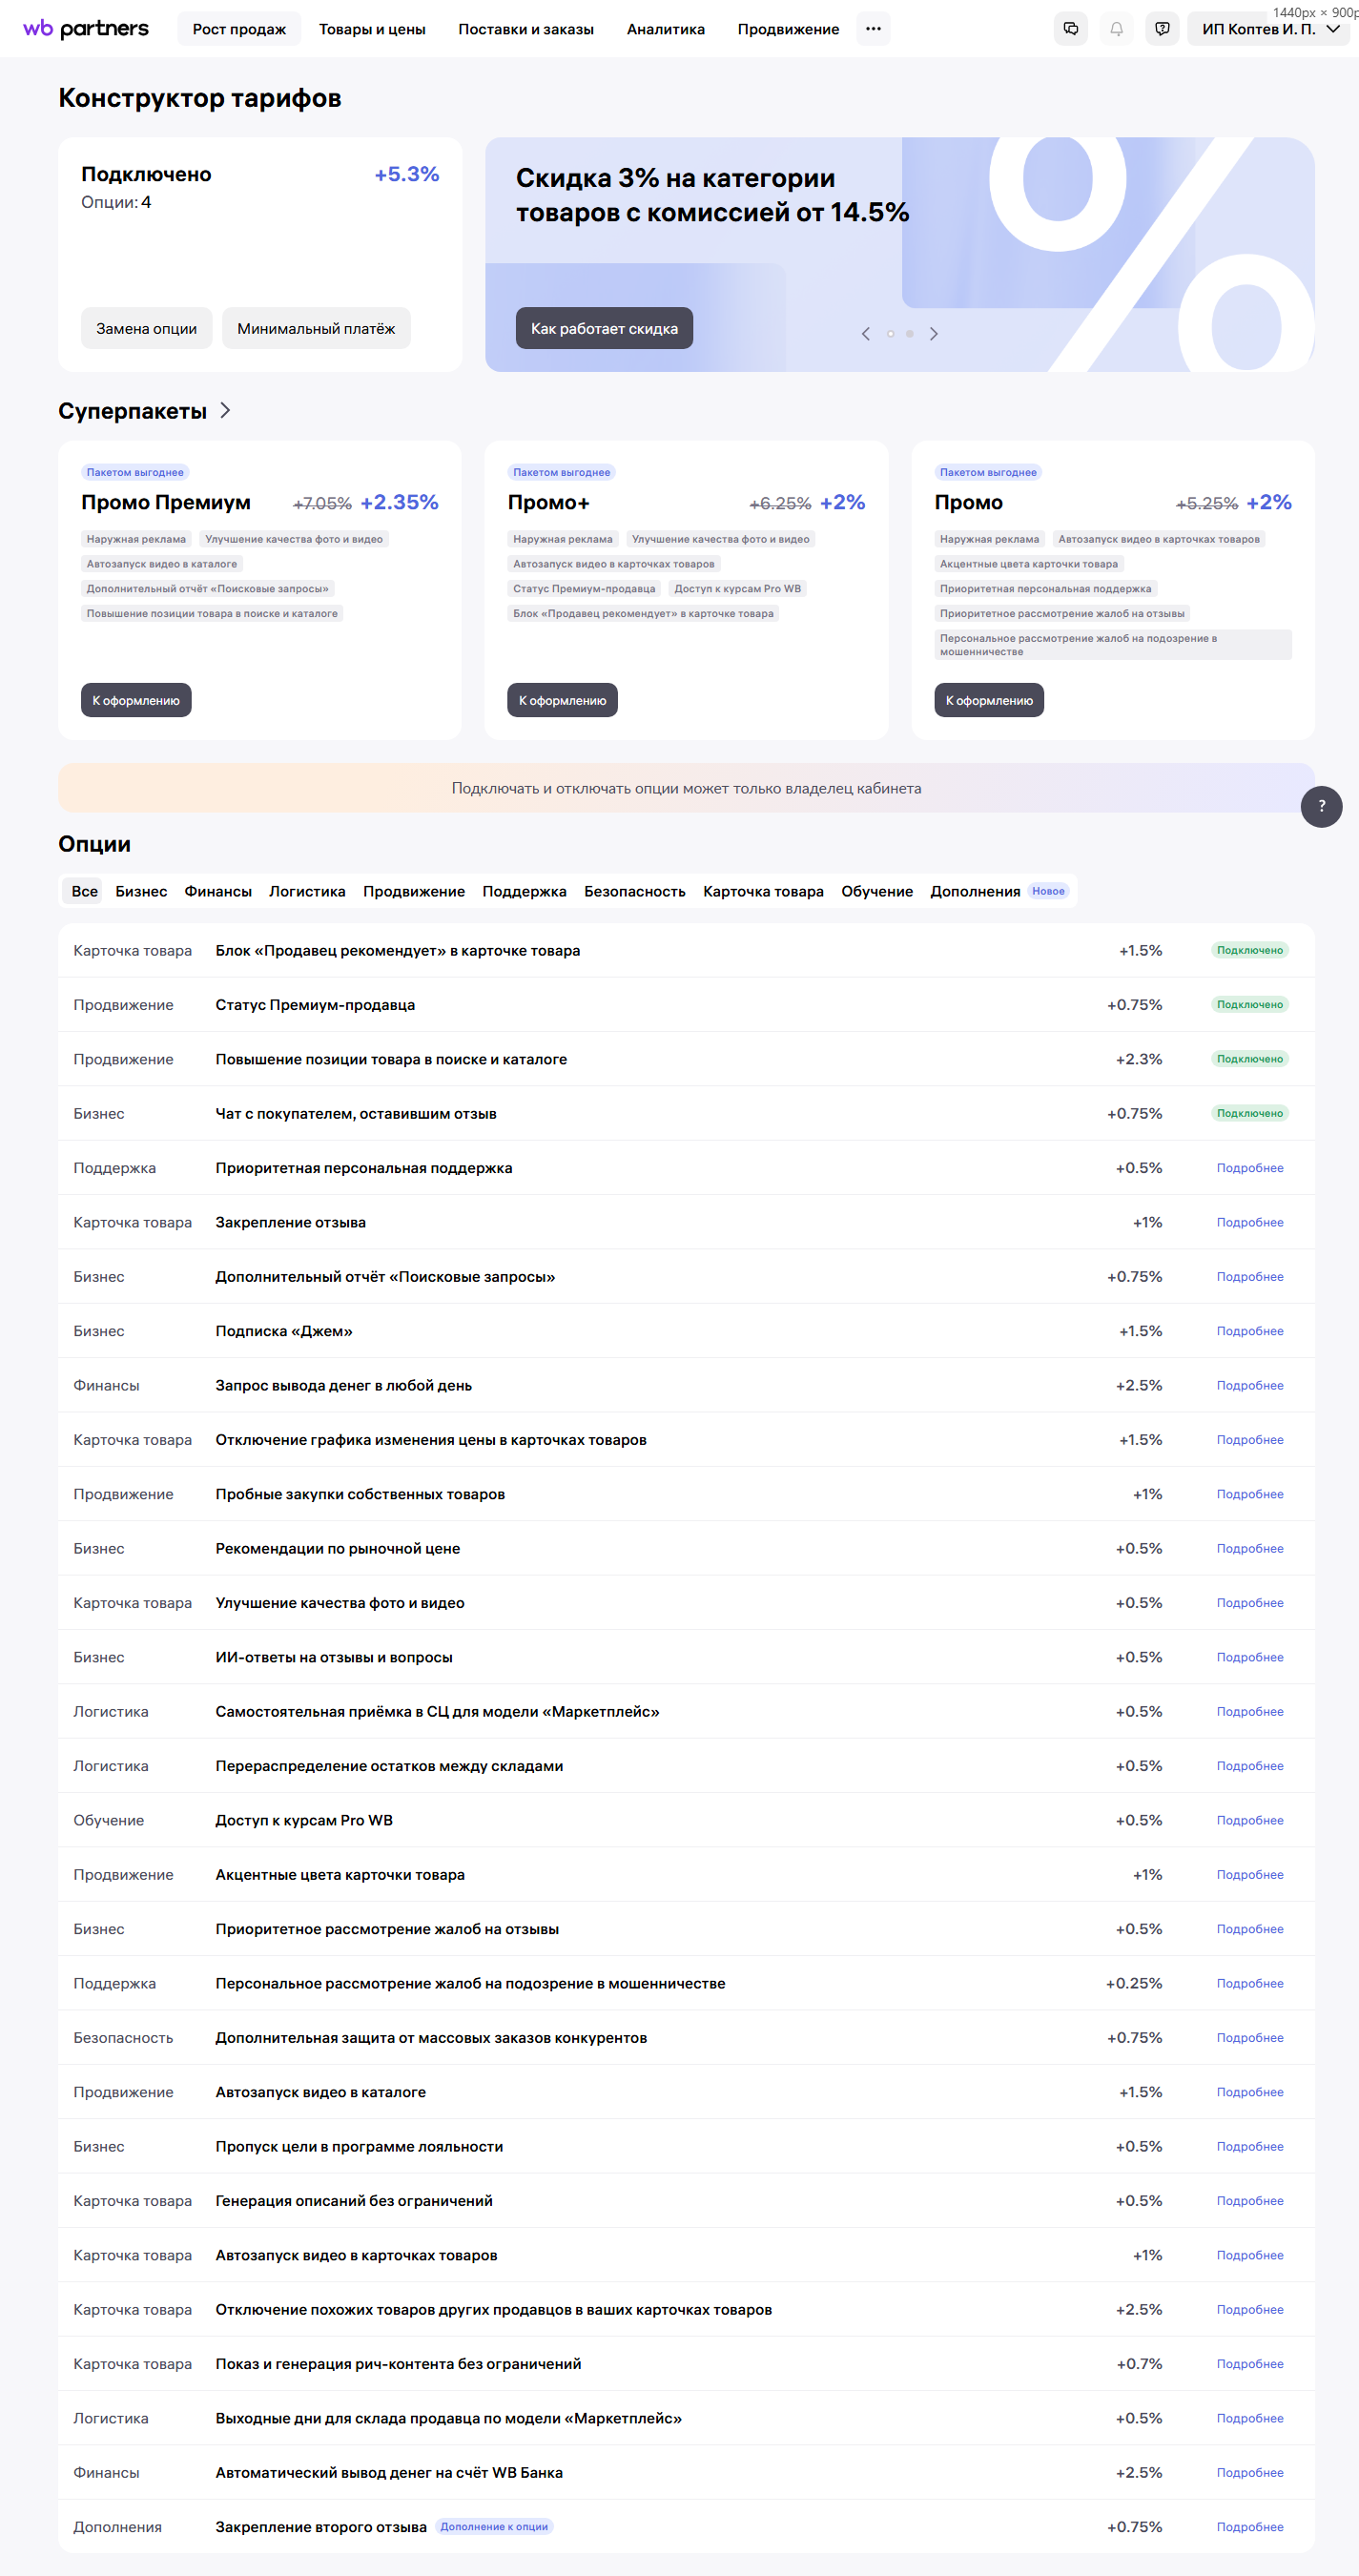 wb partners
Рост продаж
Товары и цены
Поставки и заказы
Аналитика
Продвижение
ИП Коптев И. П.
1440px × 900p
Конструктор тарифов
Подключено +5.3%
Опции: 4
Замена опции
Минимальный платёж
Скидка 3% на категории
товаров с комиссией от 14.5%
Как работает скидка
%
Суперпакеты
Пакетом выгоднее
Промо Премиум +7.05% +2.35%
Наружная реклама Улучшение качества фото и видео
Автозапуск видео в каталоге
Дополнительный отчёт «Поисковые запросы»
Повышение позиции товара в поиске и каталоге
К оформлению
Пакетом выгоднее
Промо+ +6.25% +2%
Наружная реклама Улучшение качества фото и видео
Автозапуск видео в карточках товаров
Статус Премиум-продавца Доступ к курсам Pro WB
Блок «Продавец рекомендует» в карточке товара
К оформлению
Пакетом выгоднее
Промо +5.25% +2%
Наружная реклама Автозапуск видео в карточках товаров
Акцентные цвета карточки товара
Приоритетная персональная поддержка
Приоритетное рассмотрение жалоб на отзывы
Персональное рассмотрение жалоб на подозрение в
мошенничестве
К оформлению
Подключать и отключать опции может только владелец кабинета
?
Опции
Все Бизнес Финансы Логистика Продвижение Поддержка Безопасность Карточка товара Обучение Дополнения Новое
Карточка товара Блок «Продавец рекомендует» в карточке товара +1.5% Подключено
Продвижение Статус Премиум-продавца +0.75% Подключено
Продвижение Повышение позиции товара в поиске и каталоге +2.3% Подключено
Бизнес Чат с покупателем, оставившим отзыв +0.75% Подключено
Поддержка Приоритетная персональная поддержка +0.5% Подробнее
Карточка товара Закрепление отзыва +1% Подробнее
Бизнес Дополнительный отчёт «Поисковые запросы» +0.75% Подробнее
Бизнес Подписка «Джем» +1.5% Подробнее
Финансы Запрос вывода денег в любой день +2.5% Подробнее
Карточка товара Отключение графика изменения цены в карточках товаров +1.5% Подробнее
Продвижение Пробные закупки собственных товаров +1% Подробнее
Бизнес Рекомендации по рыночной цене +0.5% Подробнее
Карточка товара Улучшение качества фото и видео +0.5% Подробнее
Бизнес ИИ-ответы на отзывы и вопросы +0.5% Подробнее
Логистика Самостоятельная приёмка в СЦ для модели «Маркетплейс» +0.5% Подробнее
Логистика Перераспределение остатков между складами +0.5% Подробнее
Обучение Доступ к курсам Pro WB +0.5% Подробнее
Продвижение Акцентные цвета карточки товара +1% Подробнее
Бизнес Приоритетное рассмотрение жалоб на отзывы +0.5% Подробнее
Поддержка Персональное рассмотрение жалоб на подозрение в мошенничестве +0.25% Подробнее
Безопасность Дополнительная защита от массовых заказов конкурентов +0.75% Подробнее
Продвижение Автозапуск видео в каталоге +1.5% Подробнее
Бизнес Пропуск цели в программе лояльности +0.5% Подробнее
Карточка товара Генерация описаний без ограничений +0.5% Подробнее
Карточка товара Автозапуск видео в карточках товаров +1% Подробнее
Карточка товара Отключение похожих товаров других продавцов в ваших карточках товаров +2.5% Подробнее
Карточка товара Показ и генерация рич-контента без ограничений +0.7% Подробнее
Логистика Выходные дни для склада продавца по модели «Маркетплейс» +0.5% Подробнее
Финансы Автоматический вывод денег на счёт WB Банка +2.5% Подробнее
Дополнения Закрепление второго отзыва Дополнение к опции +0.75% Подробнее